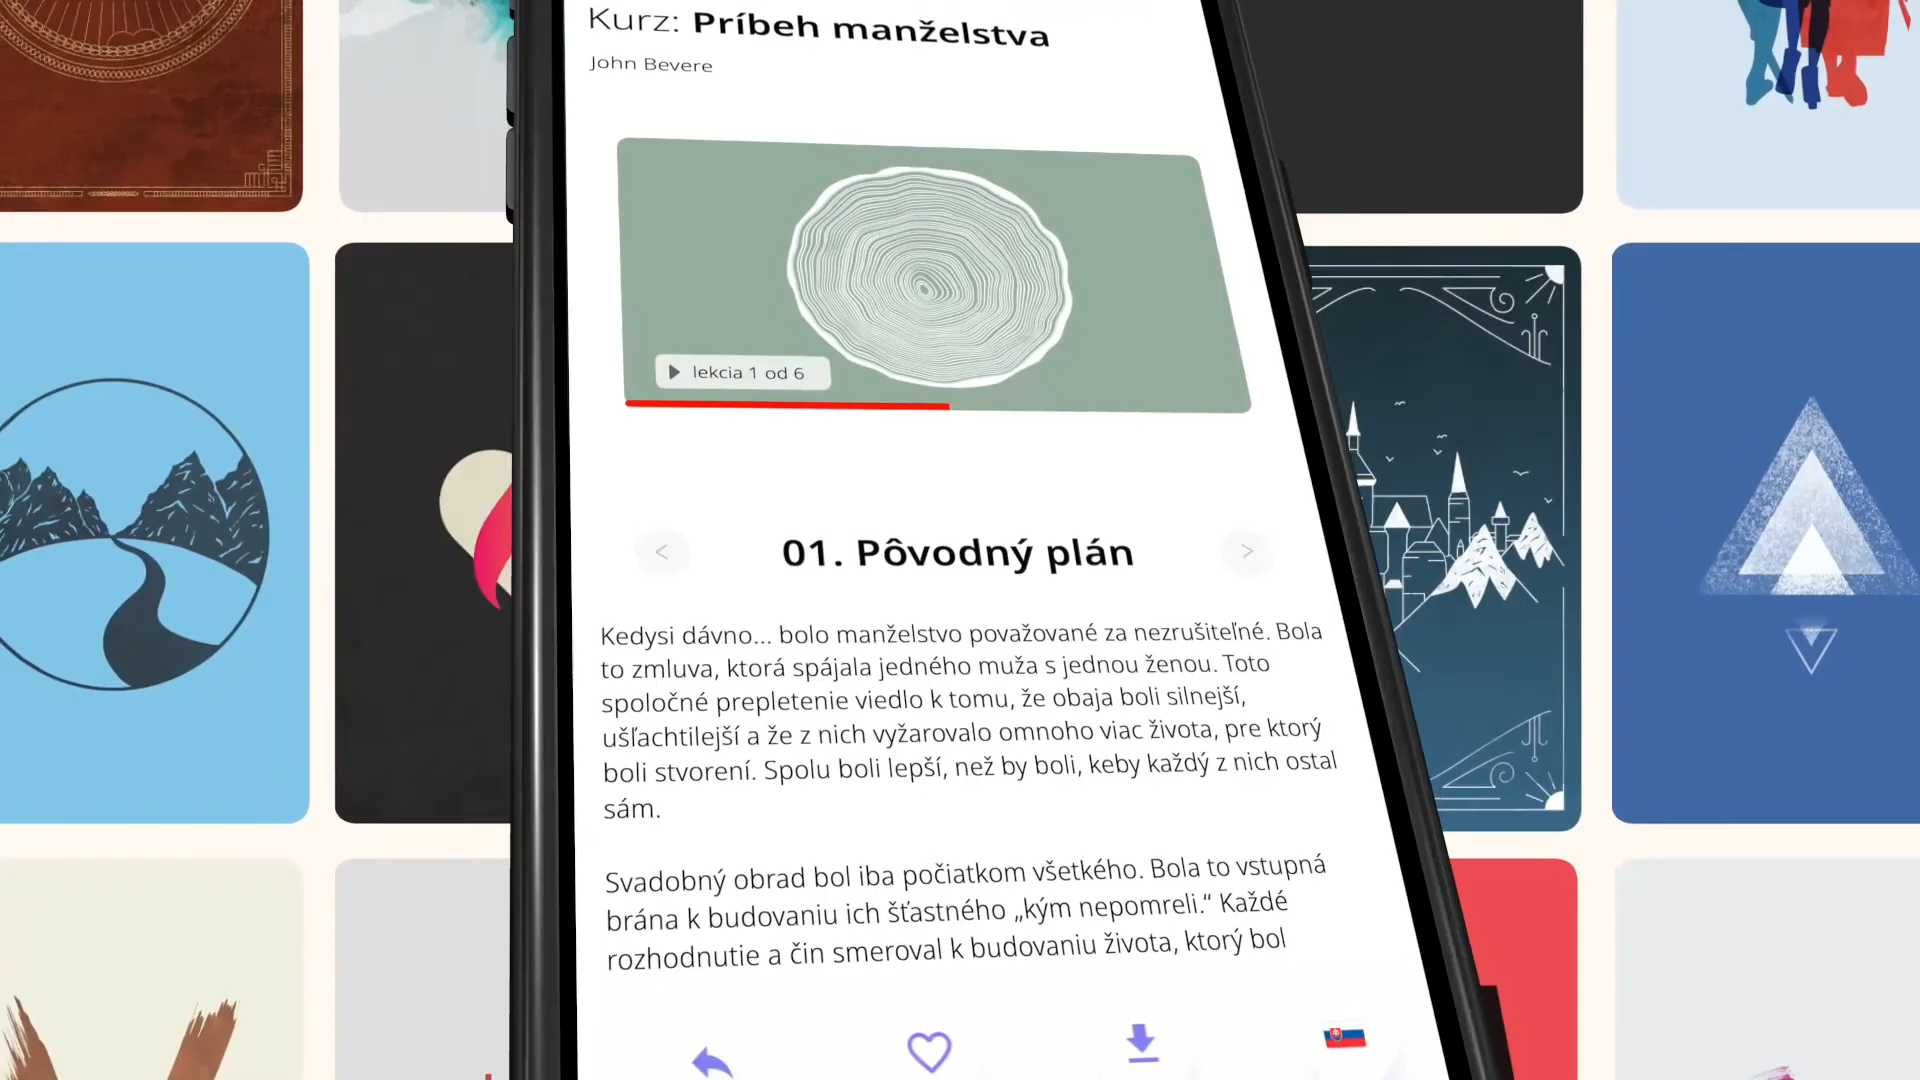 Kurz: Príbeh manželstva
John Bevere
lekcia 1 od 6
01. Pôvodný plán
Kedysi dávno... bolo manželstvo považované za nezrušiteľné. Bola
to zmluva, ktorá spájala jedného muža s jednou ženou. Toto
spoločné prepletenie viedlo k tomu, že obaja boli silnejší,
ušľachtilejší a že z nich vyžarovalo omnoho viac života, pre ktorý
boli stvorení. Spolu boli lepší, než by boli, keby každý z nich ostal
sám.
Svadobný obrad bol iba počiatkom všetkého. Bola to vstupná
brána k budovaniu ich šťastného „kým nepomreli.“ Každé
rozhodnutie a čin smeroval k budovaniu života, ktorý bol